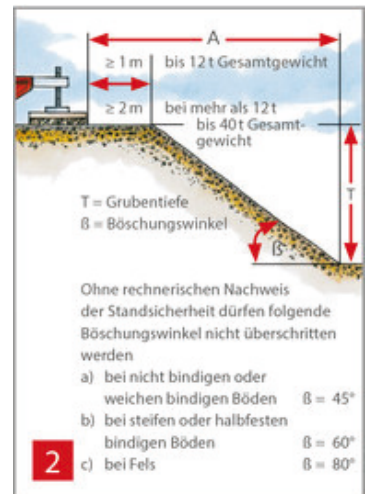 A
≥ 1 m bis 12 t Gesamtgewicht
≥ 2 m bei mehr als 12 t
bis 40 t Gesamt-
gewicht
T = Grubentiefe
ß = Böschungswinkel
T
ß
Ohne rechnerischen Nachweis
der Standsicherheit dürfen folgende
Böschungswinkel nicht überschritten
werden
a) bei nicht bindigen oder
weichen bindigen Böden ß = 45°
b) bei steifen oder halbfesten
bindigen Böden ß = 60°
c) bei Fels ß = 80°
2